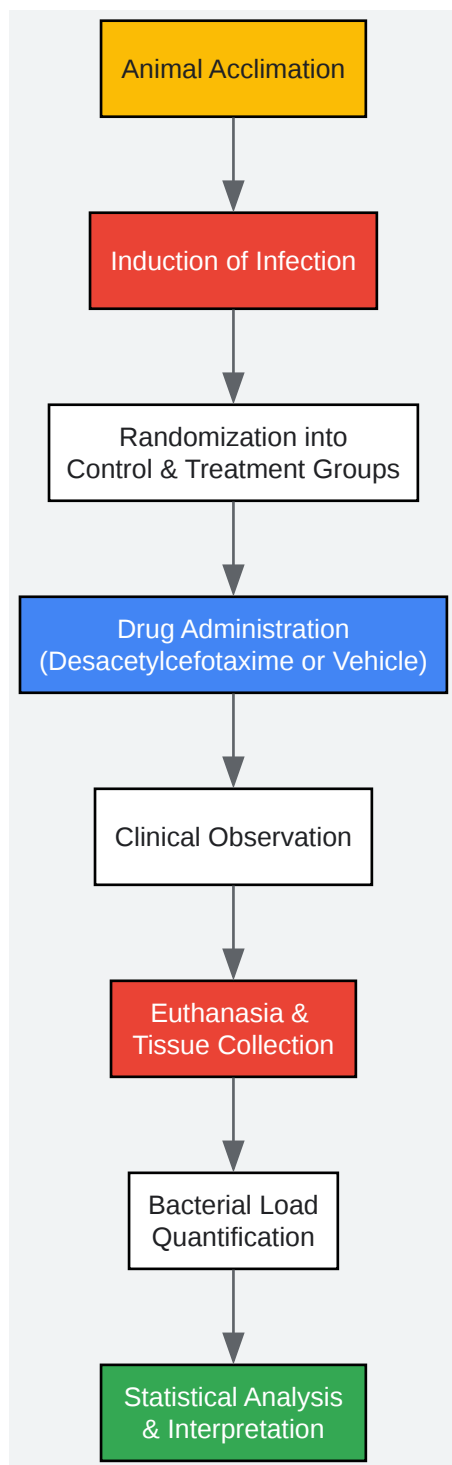 Animal Acclimation
Induction of Infection
Randomization into
Control & Treatment Groups
Drug Administration
(Desacetylcefotaxime or Vehicle)
Clinical Observation
Euthanasia &
Tissue Collection
Bacterial Load
Quantification
Statistical Analysis
& Interpretation